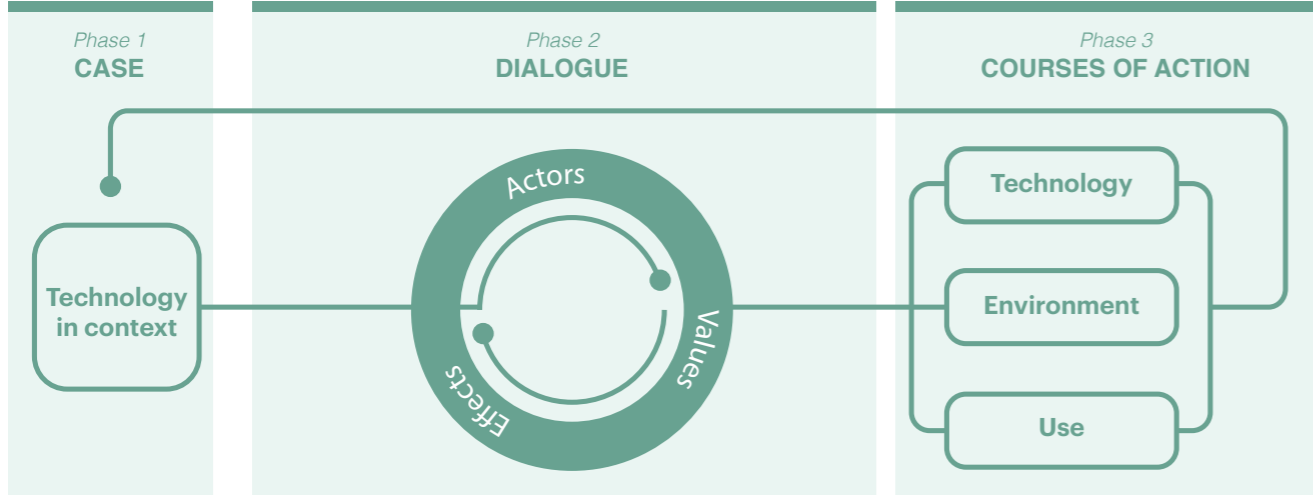 Phase 1
CASE
Technology
in context
Phase 2
DIALOGUE
Actors
Values
Effects
Phase 3
COURSES OF ACTION
Technology
Environment
Use